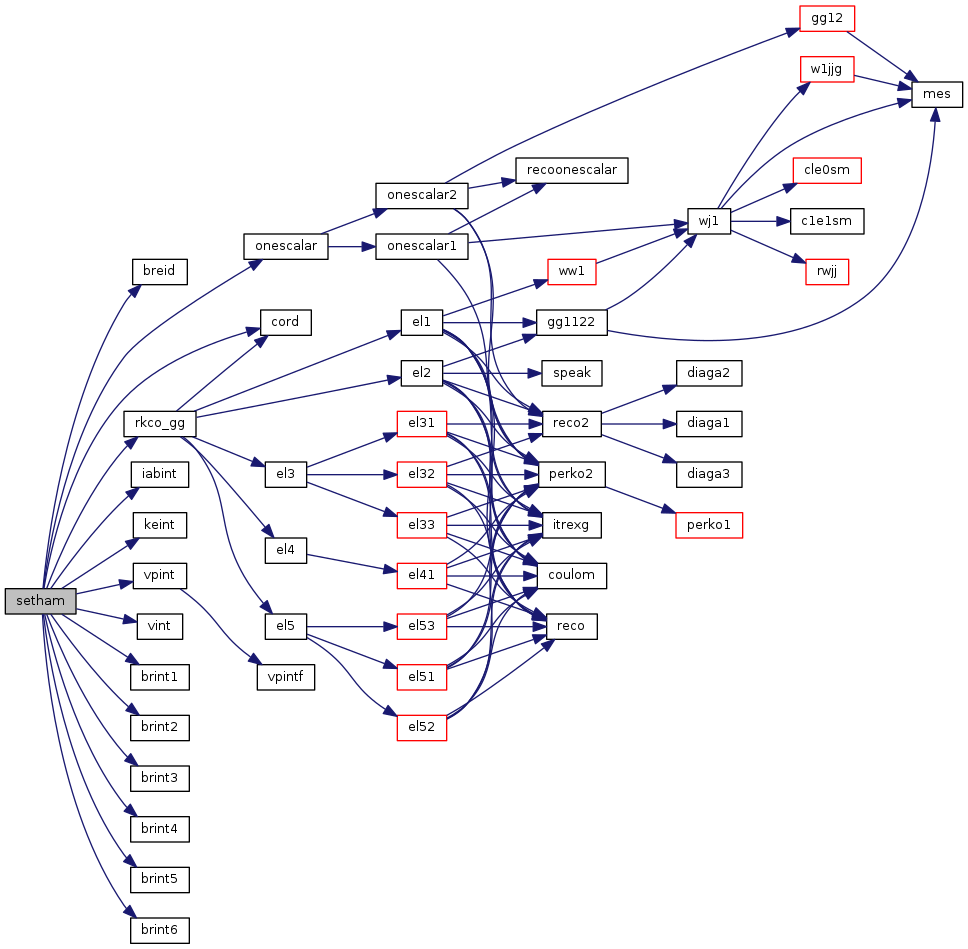 gg12
w1jjg
mes
recoonescalar
cle0sm
onescalar2
c1e1sm
wj1
onescalar
onescalar1
breid
ww1
rwjj
cord
el1
gg1122
el2
speak
diaga2
rkco_gg
el31
reco2
diaga1
iabint
el3
el32
perko2
diaga3
keint
el33
itrexg
perko1
el4
vpint
el41
coulom
setham
vint
el5
el53
reco
brint1
vpintf
el51
brint2
el52
brint3
brint4
brint5
brint6